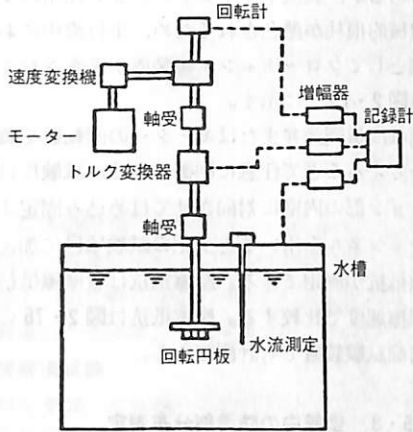 回転計
増幅器
速度変換機
記録計
軸受
モーター
トルク変換器
軸受
水槽
水流測定
回転円板